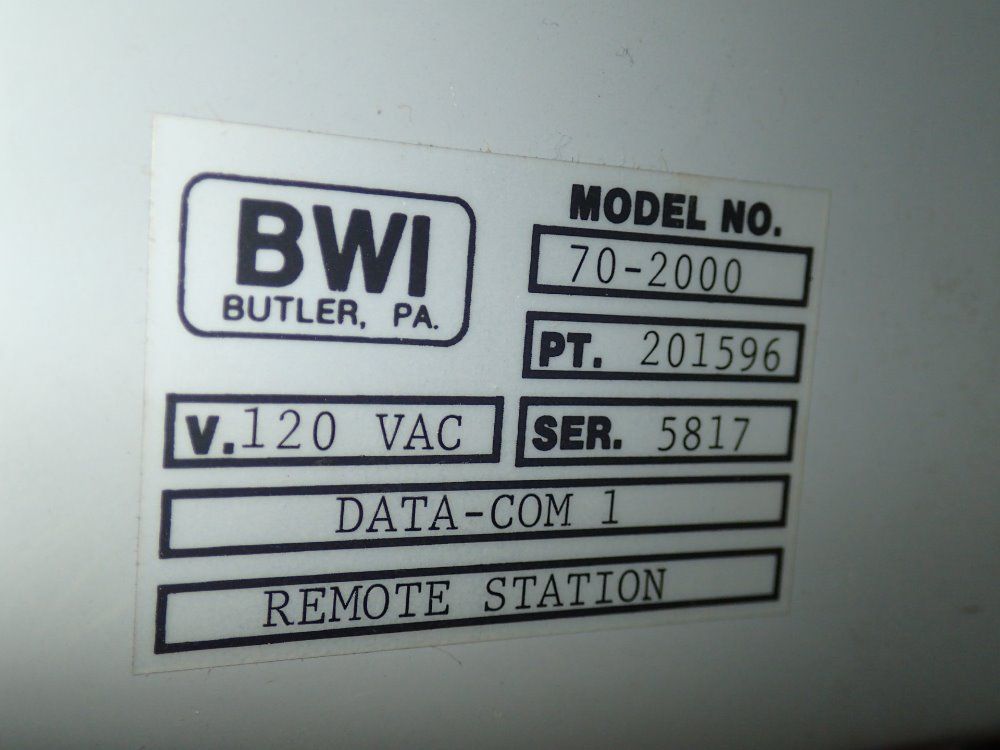 BWI
BUTLER, PA.
MODEL NO.
70-2000
PT. 201596
V. 120 VAC
SER. 5817
DATA-COM 1
REMOTE STATION